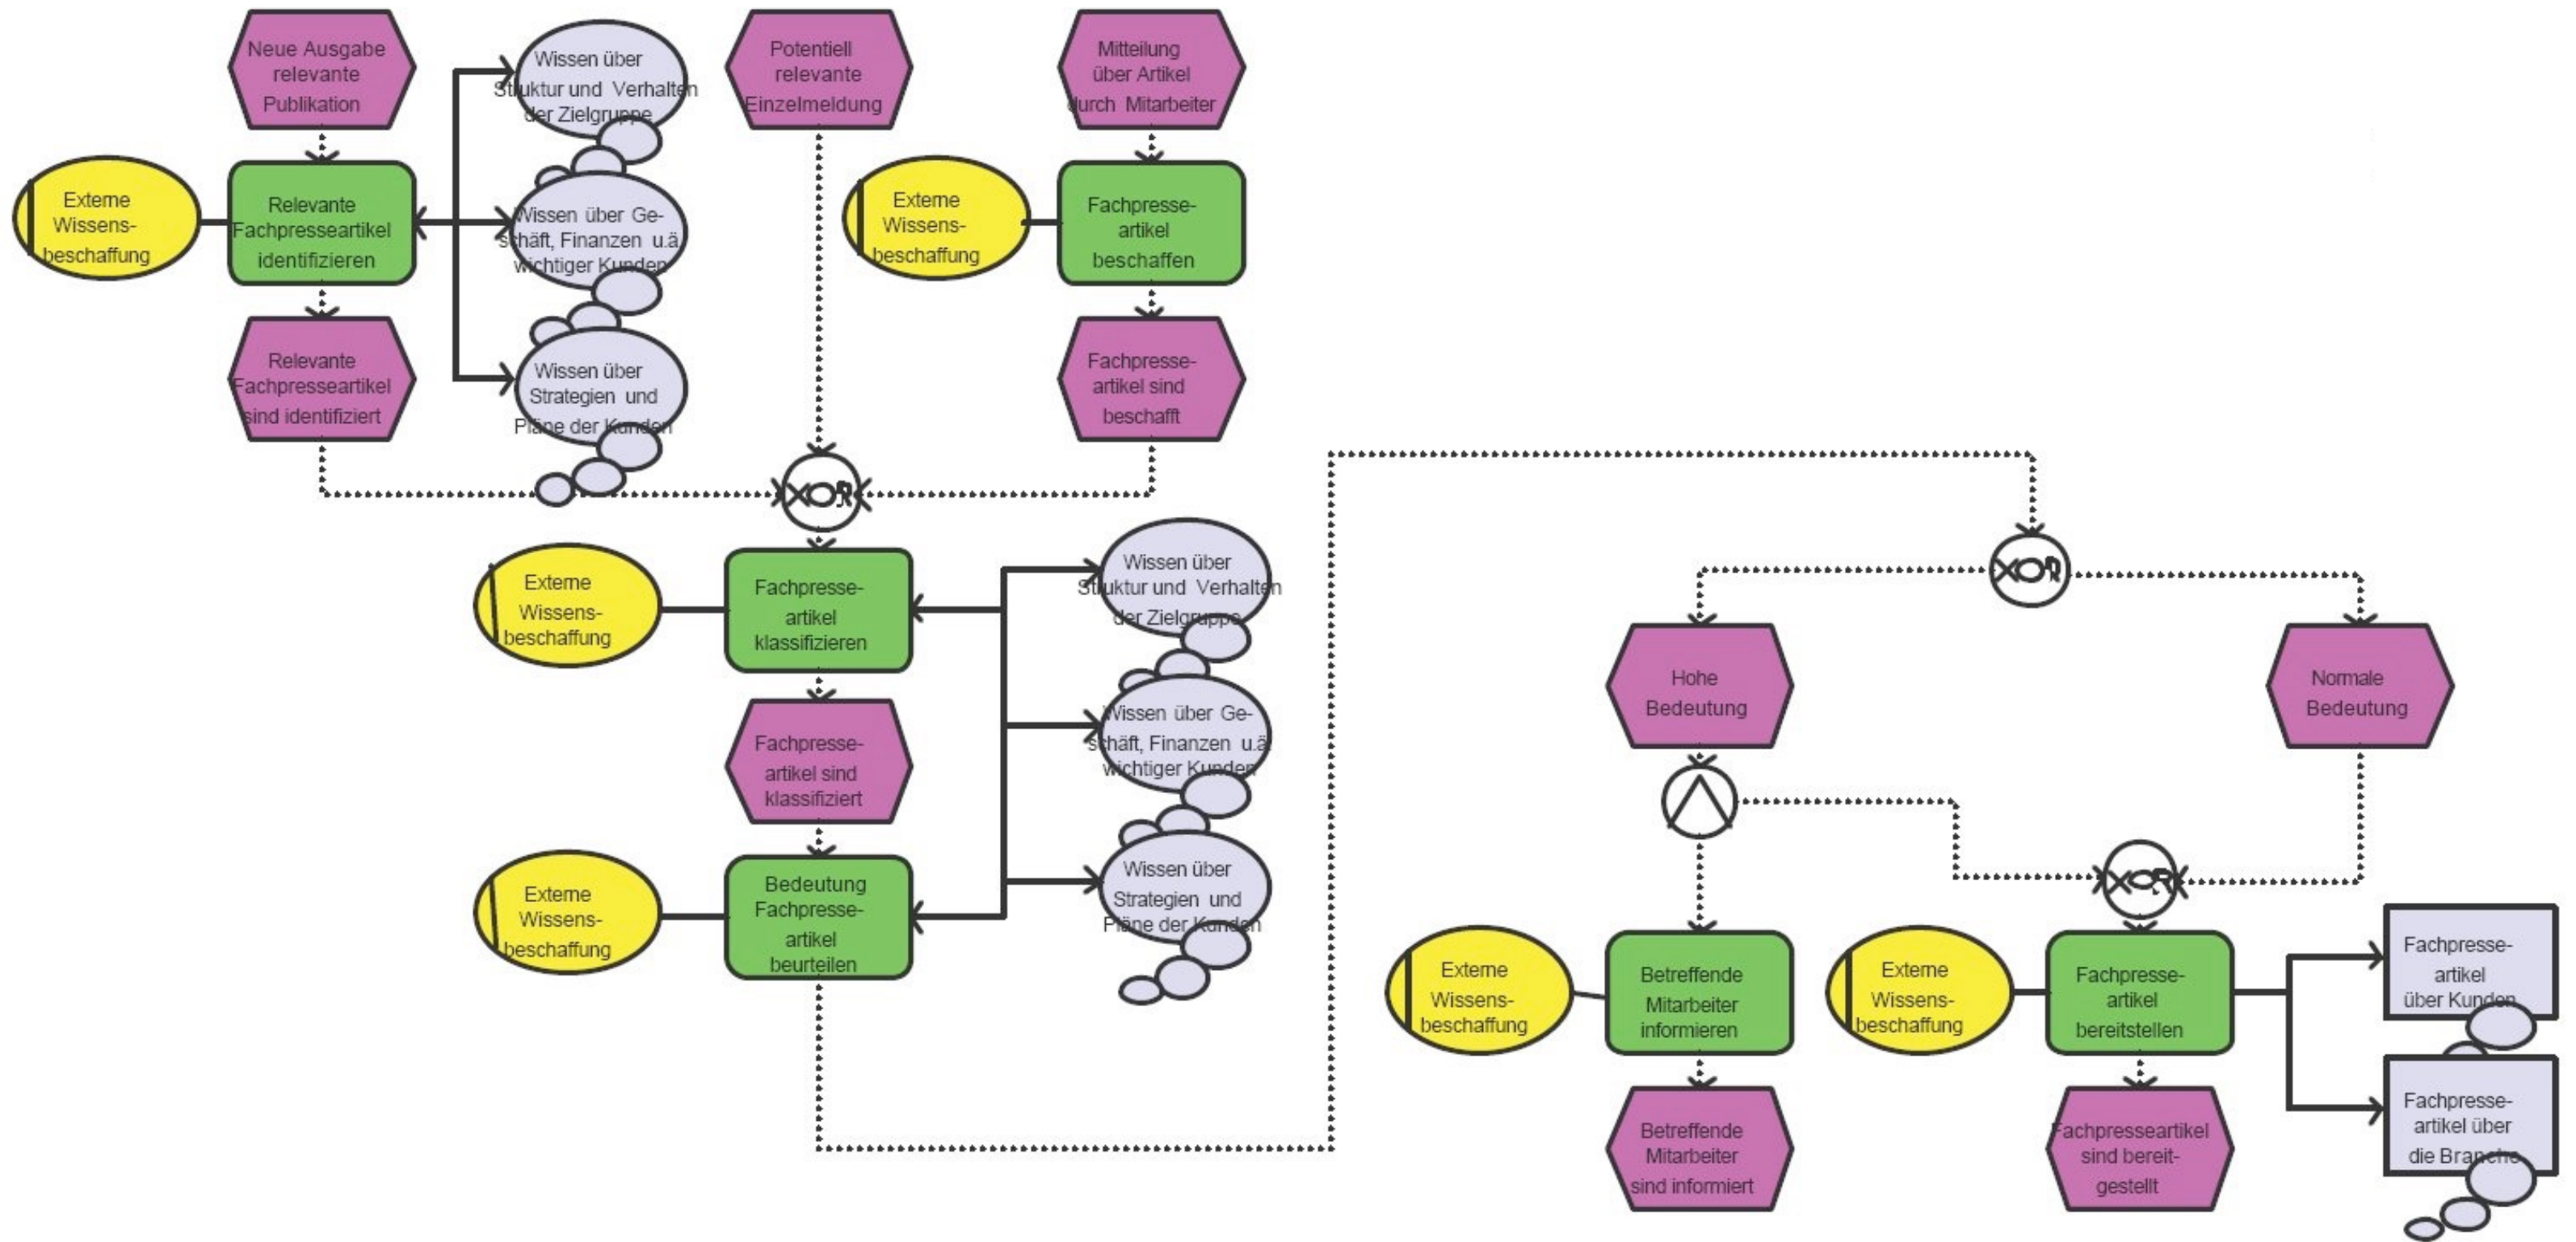 Neue Ausgabe
relevante
Publikation
Wissen über
Struktur und Verhalten
der Zielgruppe
Potentiell
relevante
Einzelmeldung
Mitteilung
über Artikel
durch Mitarbeiter
Externe
Wissens-
beschaffung
Relevante
Fachpresseartikel
identifizieren
Wissen über Ge-
schäft, Finanzen u.ä.
wichtiger Kunden
Externe
Wissens-
beschaffung
Fachpresse-
artikel
beschaffen
Relevante
Fachpresseartikel
sind identifiziert
Wissen über
Strategien und
Pläne der Kunden
Fachpresse-
artikel sind
beschafft
XOR
Externe
Wissens-
beschaffung
Fachpresse-
artikel
klassifizieren
Wissen über
Struktur und Verhalten
der Zielgruppe
Fachpresse-
artikel sind
klassifiziert
Wissen über Ge-
schäft, Finanzen u.ä.
wichtiger Kunden
Externe
Wissens-
beschaffung
Bedeutung
Fachpresse-
artikel
beurteilen
Wissen über
Strategien und
Pläne der Kunden
XOR
Hohe
Bedeutung
Normale
Bedeutung
XOR
Externe
Wissens-
beschaffung
Betreffende
Mitarbeiter
informieren
Externe
Wissens-
beschaffung
Fachpresse-
artikel
bereitstellen
Fachpresse-
artikel
über Kunden
Betreffende
Mitarbeiter
sind informiert
Fachpresseartikel
sind bereit-
gestellt
Fachpresse-
artikel über
die Branche